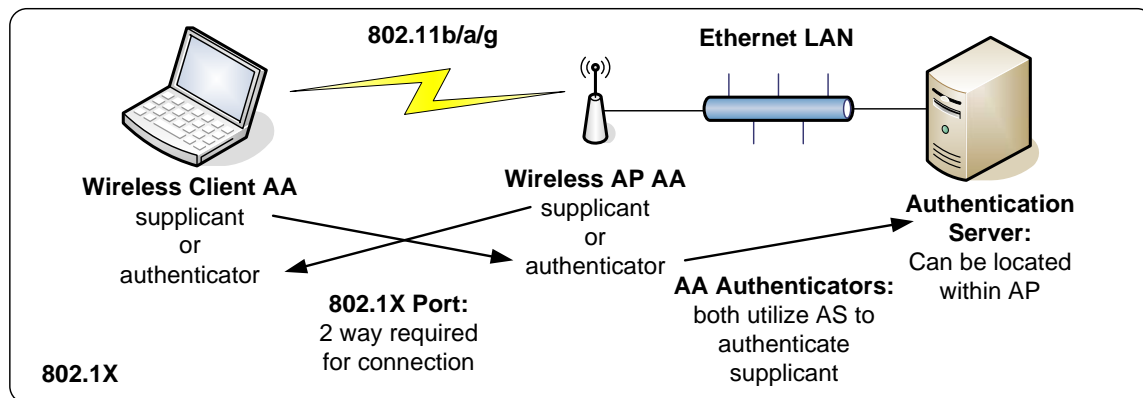 802.11b/a/g
Ethernet LAN
Wireless Client AA
supplicant
or
authenticator
Wireless AP AA
supplicant
or
authenticator
Authentication
Server:
Can be located
within AP
802.1X Port:
2 way required
for connection
AA Authenticators:
both utilize AS to
authenticate
supplicant
802.1X